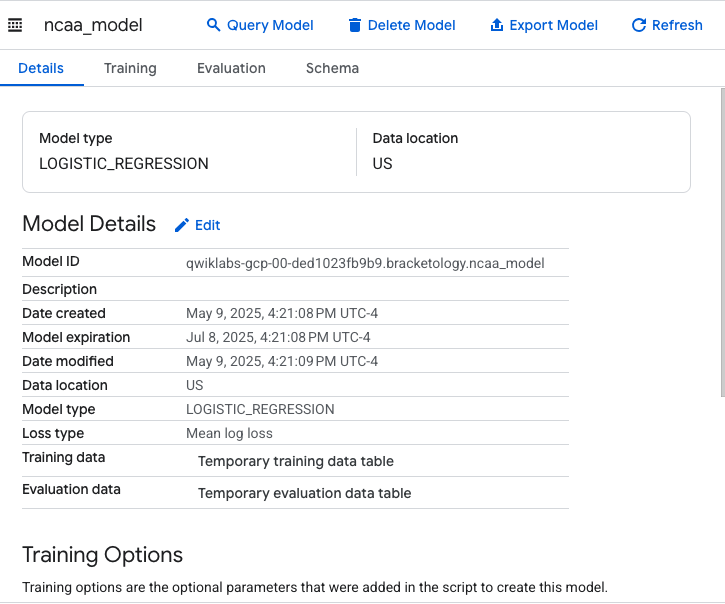 ncaa_model Query Model Delete Model Export Model Refresh
Details Training Evaluation Schema
Model type Data location
LOGISTIC_REGRESSION US
Model Details Edit
Model ID qwiklabs-gcp-00-ded1023fb9b9.bracketology.ncaa_model
Description
Date created May 9, 2025, 4:21:08 PM UTC-4
Model expiration Jul 8, 2025, 4:21:08 PM UTC-4
Date modified May 9, 2025, 4:21:09 PM UTC-4
Data location US
Model type LOGISTIC_REGRESSION
Loss type Mean log loss
Training data Temporary training data table
Evaluation data Temporary evaluation data table
Training Options
Training options are the optional parameters that were added in the script to create this model.